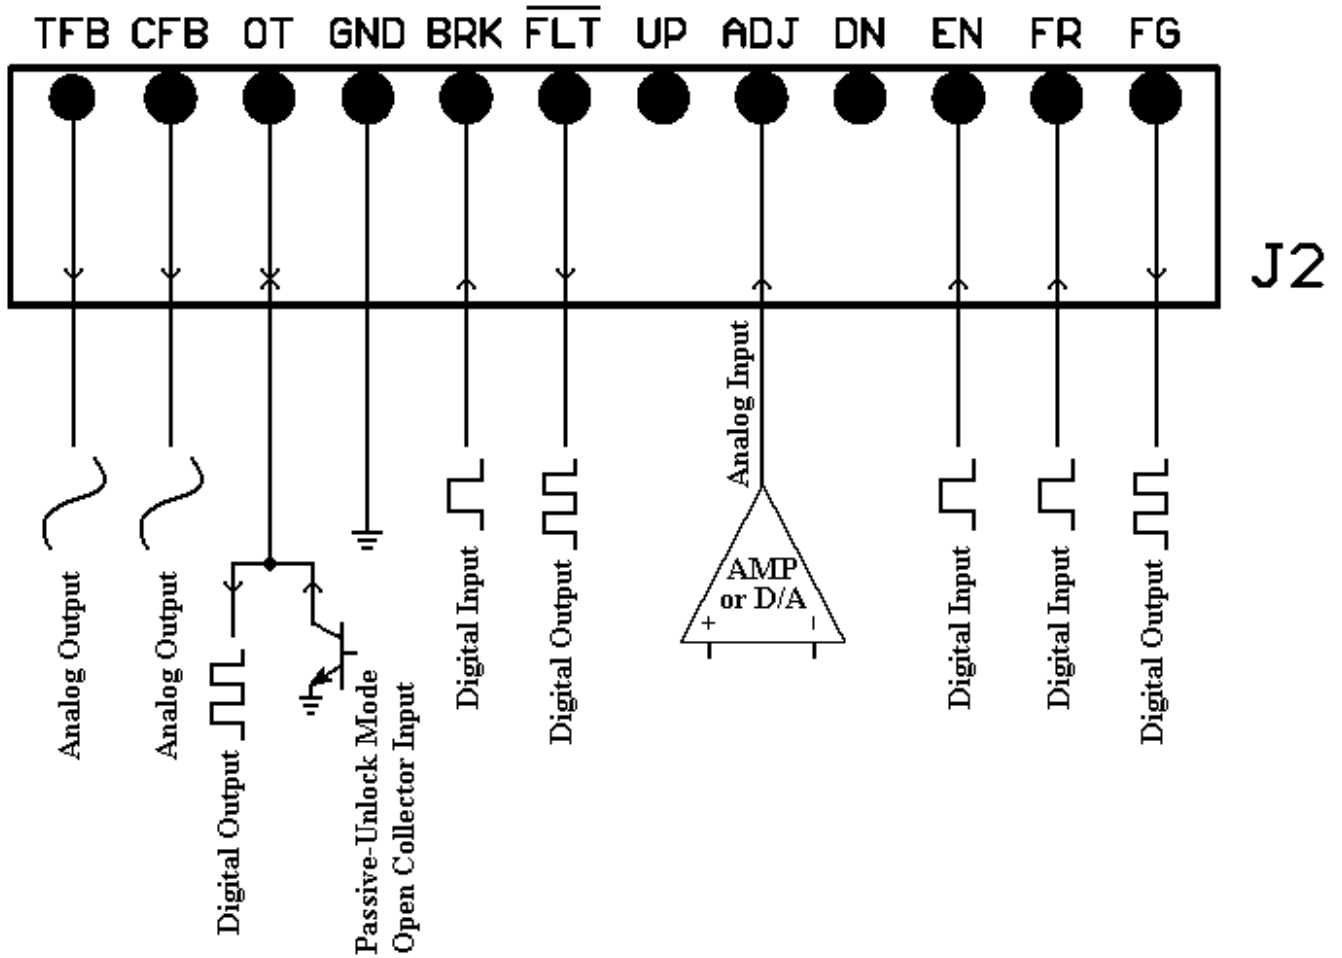 TFB CFB OT GND BRK FLT UP ADJ DN EN FR FG
J2
Analog Output
Analog Output
Digital Output
Passive-Unlock Mode
Open Collector Input
Digital Input
Digital Output
Analog Input
AMP
or D/A
+ -
Digital Input
Digital Input
Digital Output